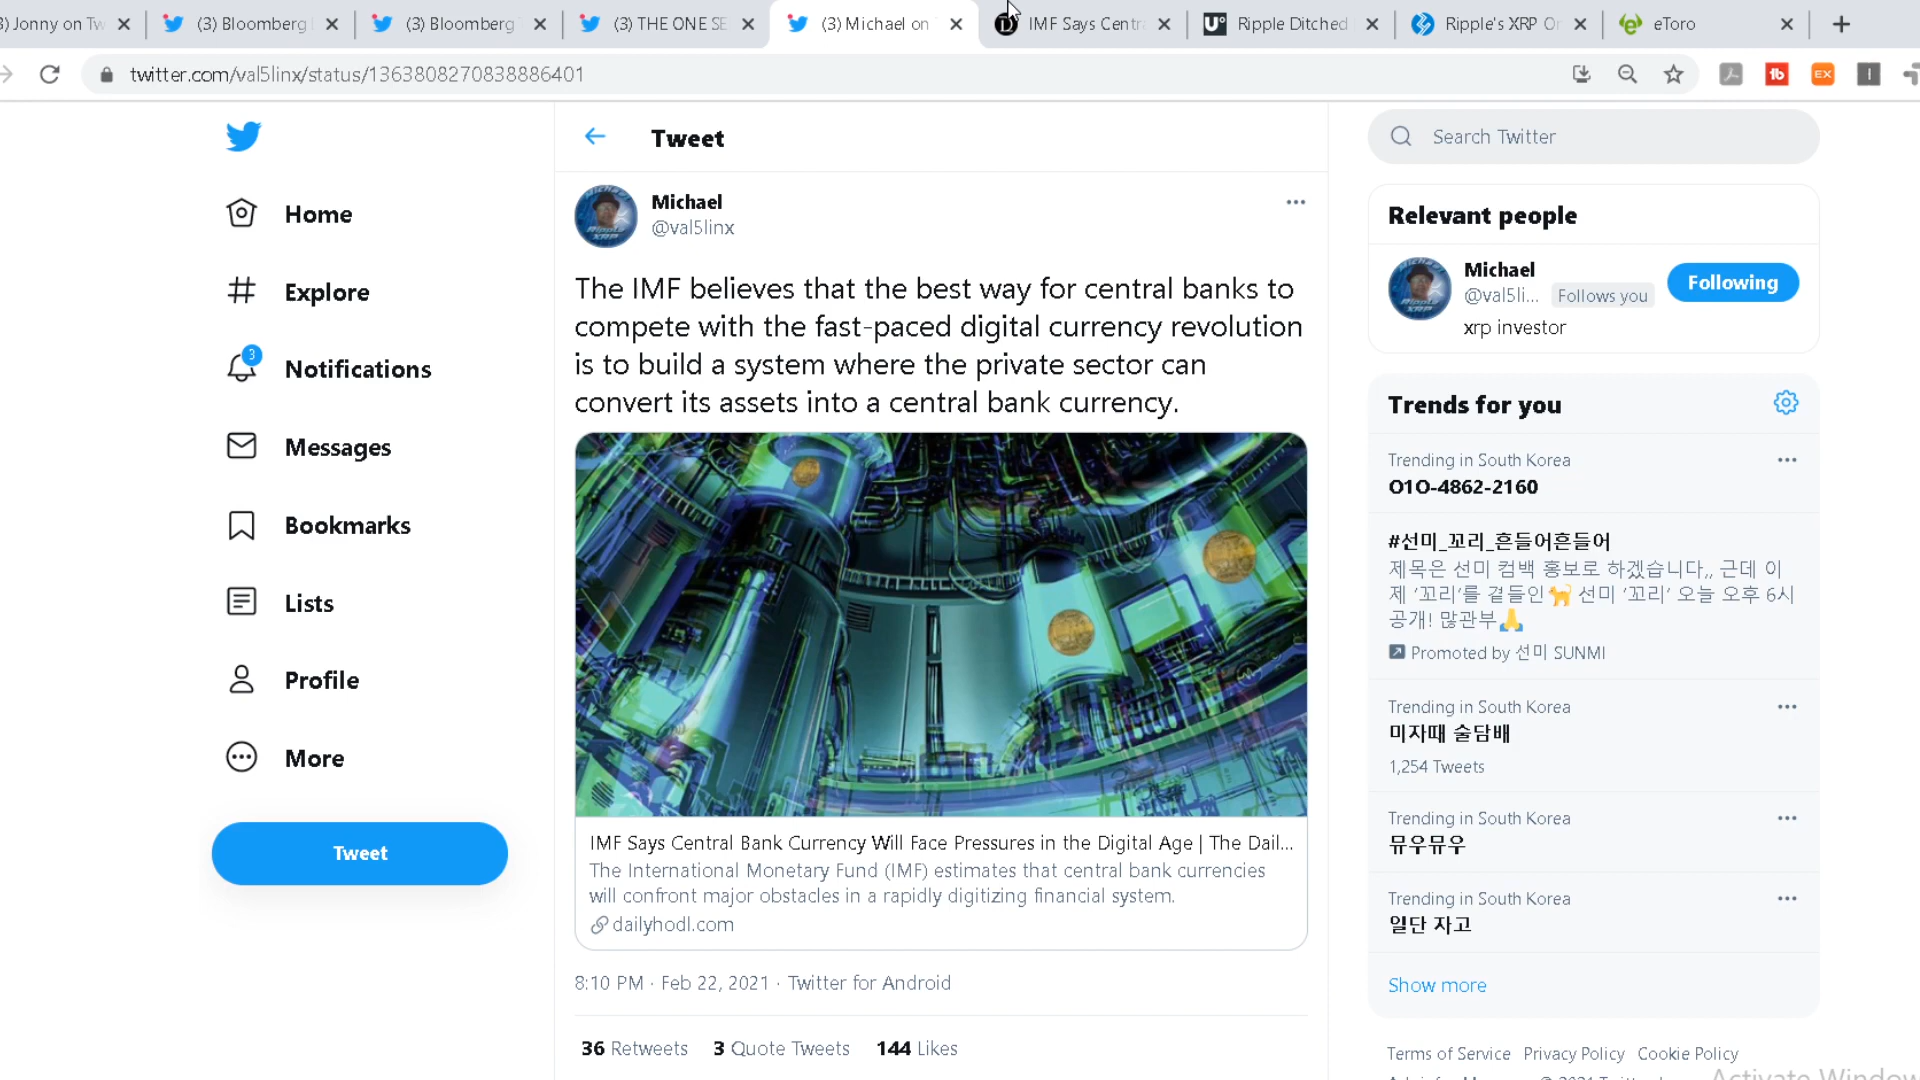 3) Jonny on Tw
(3) Bloomberg
(3) Bloomberg
(3) THE ONE SE
(3) Michael on
IMF Says Centr
Ripple Ditched
Ripple's XRP Or
eToro
twitter.com/val5linx/status/1363808270838886401
Home
Explore
3
Notifications
Messages
Bookmarks
Lists
Profile
More
Tweet
Tweet
Michael
@val5linx
The IMF believes that the best way for central banks to
compete with the fast-paced digital currency revolution
is to build a system where the private sector can
convert its assets into a central bank currency.
IMF Says Central Bank Currency Will Face Pressures in the Digital Age | The Dail...
The International Monetary Fund (IMF) estimates that central bank currencies
will confront major obstacles in a rapidly digitizing financial system.
dailyhodl.com
8:10 PM · Feb 22, 2021 · Twitter for Android
36 Retweets 3 Quote Tweets 144 Likes
Search Twitter
Relevant people
Michael
@val5li... Follows you
Following
xrp investor
Trends for you
Trending in South Korea
O1O-4862-2160
#선미_꼬리_흔들어흔들어
제목은 선미 컴백 홍보로 하겠습니다,, 근데 이
제 '꼬리'를 곁들인🐈 선미 '꼬리' 오늘 오후 6시
공개! 많관부🙏
Promoted by 선미 SUNMI
Trending in South Korea
미자때 술담배
1,254 Tweets
Trending in South Korea
뮤우뮤우
Trending in South Korea
일단 자고
Show more
Terms of Service Privacy Policy Cookie Policy